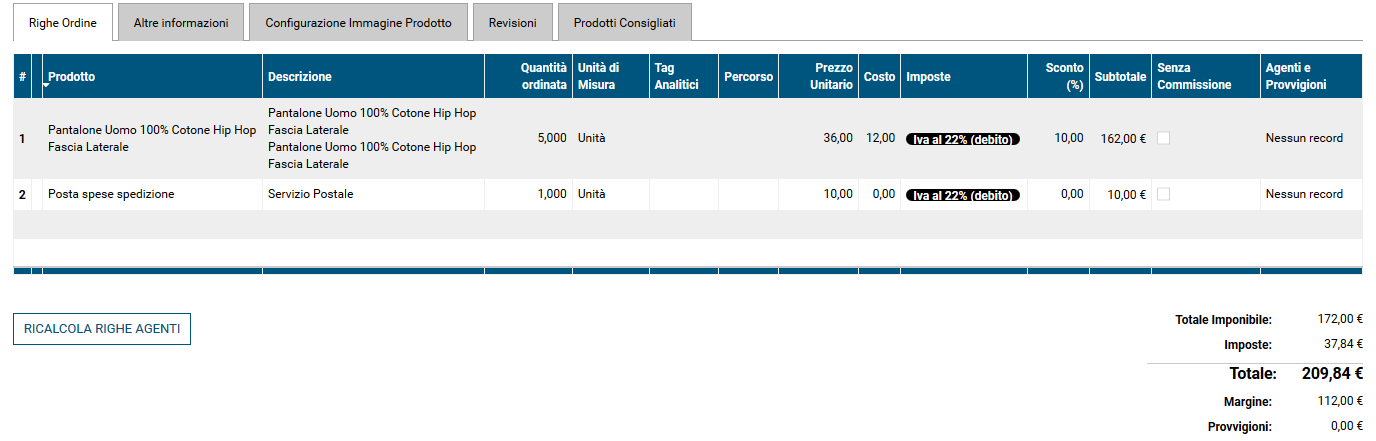 Righe Ordine Altre informazioni Configurazione Immagine Prodotto Revisioni Prodotti Consigliati
# Prodotto Descrizione Quantità ordinata Unità di Misura Tag Analitici Percorso Prezzo Unitario Costo Imposte Sconto (%) Subtotale Senza Commissione Agenti e Provvigioni
1 Pantalone Uomo 100% Cotone Hip Hop Fascia Laterale
Pantalone Uomo 100% Cotone Hip Hop
Fascia Laterale
Pantalone Uomo 100% Cotone Hip Hop
Fascia Laterale
5,000 Unità 36,00 12,00 Iva al 22% (debito) 10,00 162,00 € Nessun record
2 Posta spese spedizione Servizio Postale 1,000 Unità 10,00 0,00 Iva al 22% (debito) 0,00 10,00 € Nessun record
RICALCOLA RIGHE AGENTI
Totale Imponibile: 172,00 €
Imposte: 37,84 €
Totale: 209,84 €
Margine: 112,00 €
Provvigioni: 0,00 €